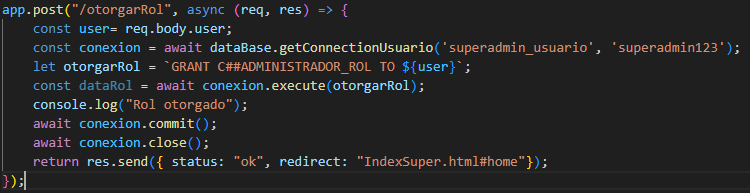 app.post("/otorgarRol", async (req, res) => {
    const user= req.body.user;
    const conexion = await dataBase.getConnectionUsuario('superadmin_usuario', 'superadmin123');
    let otorgarRol = `GRANT C##ADMINISTRADOR_ROL TO ${user}`;
    const dataRol = await conexion.execute(otorgarRol);
    console.log("Rol otorgado");
    await conexion.commit();
    await conexion.close();
    return res.send({ status: "ok", redirect: "IndexSuper.html#home"});
});